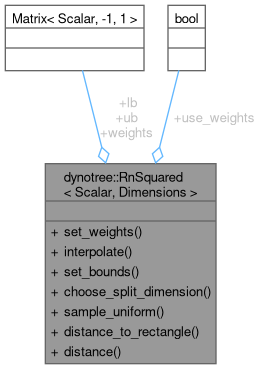 Matrix< Scalar, -1, 1 >
bool
+lb
+ub
+weights
+use_weights
dynotree::RnSquared
< Scalar, Dimensions >
+ set_weights()
+ interpolate()
+ set_bounds()
+ choose_split_dimension()
+ sample_uniform()
+ distance_to_rectangle()
+ distance()